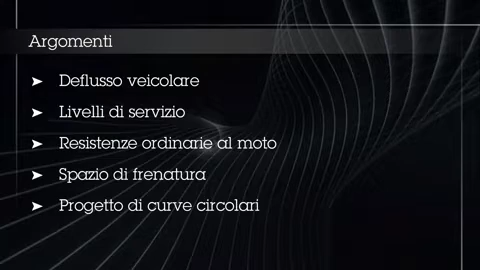 Argomenti
➤ Deflusso veicolare
➤ Livelli di servizio
➤ Resistenze ordinarie al moto
➤ Spazio di frenatura
➤ Progetto di curve circolari